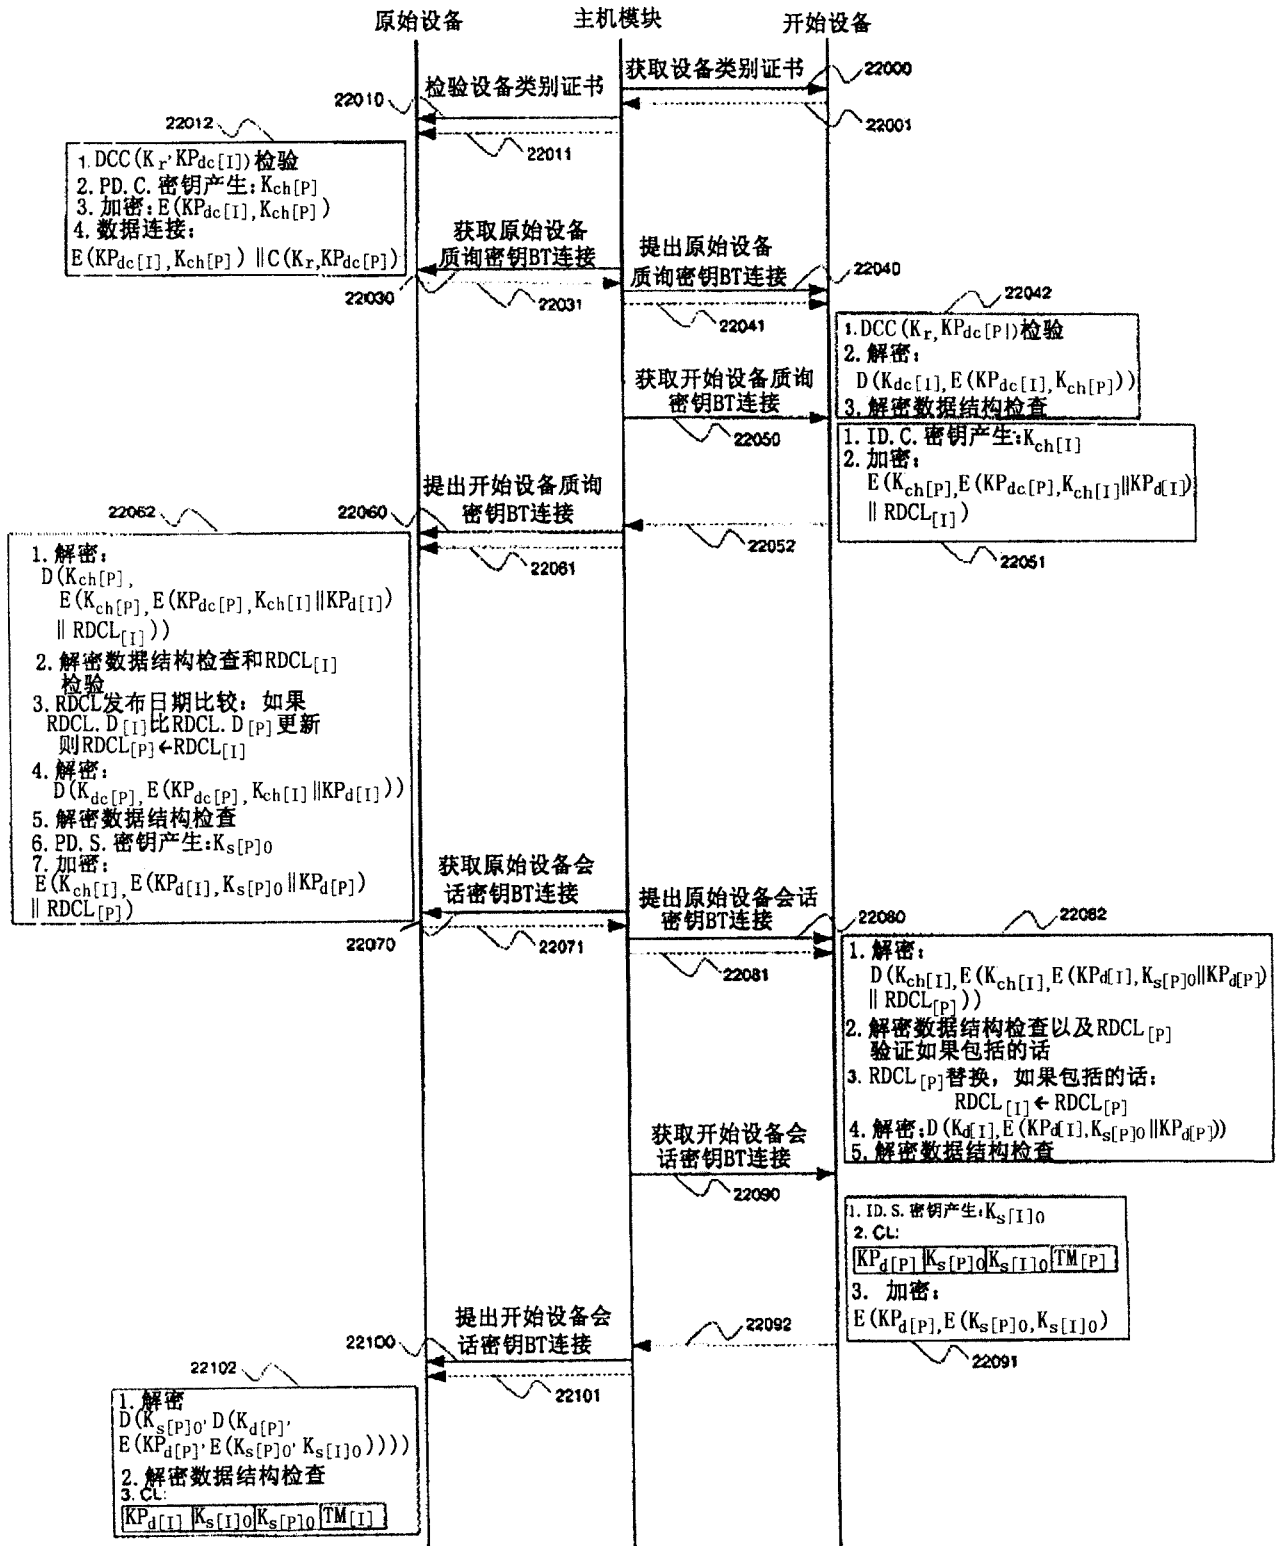 原始设备
主机模块
开始设备
获取设备类别证书
22000
22001
检验设备类别证书
22010
22011
22012
1.DCC(Kr,KPdc[I])检验
2.PD.C.密钥产生:Kch[P]
3.加密:E(KPdc[I],Kch[P])
4.数据连接:
E(KPdc[I],Kch[P])||C(Kr,KPdc[P])
获取原始设备
质询密钥BT连接
22030
22031
提出原始设备
质询密钥BT连接
22040
22041
22042
1.DCC(Kr,KPdc[P|)检验
2.解密:
D(Kdc[1],E(KPdc[I],Kch[P]))
3.解密数据结构检查
获取开始设备质询
密钥BT连接
22050
1.ID.C.密钥产生:Kch[I]
2.加密:
E(Kch[P],E(KPdc[P],Kch[I]||KPd[I])
||RDCL[I])
22051
22052
提出开始设备质询
密钥BT连接
22060
22061
22062
1.解密:
D(Kch[P],
E(Kch[P],E(KPdc[P],Kch[I]||KPd[I])
||RDCL[I]))
2.解密数据结构检查和RDCL[I]
检验
3.RDCL发布日期比较:如果
RDCL.D[I]比RDCL.D[P]更新
则RDCL[P]←RDCL[I]
4.解密:
D(Kdc[P],E(KPdc[P],Kch[I]||KPd[I]))
5.解密数据结构检查
6.PD.S.密钥产生:Ks[P]0
7.加密:
E(Kch[I],E(KPd[I],Ks[P]0||KPd[P])
||RDCL[P])
获取原始设备会
话密钥BT连接
22070
22071
提出原始设备会话
密钥BT连接
22080
22081
22082
1.解密:
D(Kch[I],E(Kch[I],E(KPd[I],Ks[P]0||KPd[P])
||RDCL[P]))
2.解密数据结构检查以及RDCL[P]
验证如果包括的话
3.RDCL[P]替换,如果包括的话:
RDCL[I]←RDCL[P]
4.解密:D(Kd[I],E(KPd[I],Ks[P]0||KPd[P]))
5.解密数据结构检查
获取开始设备会
话密钥BT连接
22090
1.ID.S.密钥产生:Ks[I]0
2.CL:
KPd[P] Ks[P]0 Ks[I]0 TM[P]
3.加密:
E(KPd[P],E(Ks[P]0,Ks[I]0)
22091
22092
提出开始设备会
话密钥BT连接
22100
22101
22102
1.解密
D(Ks[P]0,D(Kd[P],
E(KPd[P],E(Ks[P]0,Ks[I]0))))
2.解密数据结构检查
3.CL:
KPd[I] Ks[I]0 Ks[P]0 TM[I]